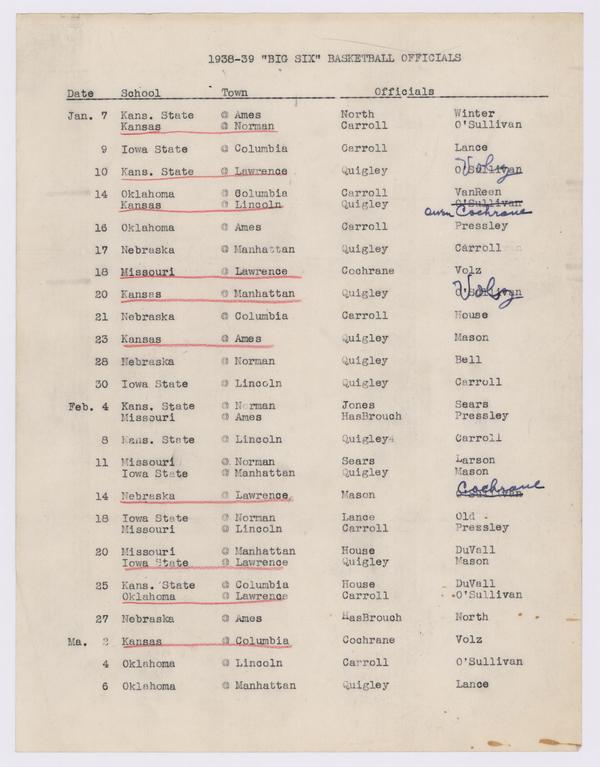 1938-39 "BIG SIX" BASKETBALL OFFICIALS
Date School Town Officials
Jan. 7 Kans. State @ Ames North Winter
Kansas @ Norman Carroll O'Sullivan
9 Iowa State @ Columbia Carroll Lance
10 Kans. State @ Lawrence Quigley O'Sullivan Volz
14 Oklahoma @ Columbia Carroll VanReen
Kansas @ Lincoln Quigley O'Sullivan
Owen Cochrane
16 Oklahoma @ Ames Carroll Pressley
17 Nebraska @ Manhattan Quigley Carroll
18 Missouri @ Lawrence Cochrane Volz
20 Kansas @ Manhattan Quigley O'Sullivan Volz
21 Nebraska @ Columbia Carroll House
23 Kansas @ Ames Quigley Mason
28 Nebraska @ Norman Quigley Bell
30 Iowa State @ Lincoln Quigley Carroll
Feb. 4 Kans. State @ Norman Jones Sears
Missouri @ Ames HasBrouch Pressley
8 Kans. State @ Lincoln Quigley Carroll
11 Missouri @ Norman Sears Larson
Iowa State @ Manhattan Quigley Mason
14 Nebraska @ Lawrence Mason O'Sullivan Cochrane
18 Iowa State @ Norman Lance Old
Missouri @ Lincoln Carroll Pressley
20 Missouri @ Manhattan House DuVall
Iowa State @ Lawrence Quigley Mason
25 Kans. State @ Columbia House DuVall
Oklahoma @ Lawrence Carroll O'Sullivan
27 Nebraska @ Ames HasBrouch North
Ma. 2 Kansas @ Columbia Cochrane Volz
4 Oklahoma @ Lincoln Carroll O'Sullivan
6 Oklahoma @ Manhattan Quigley Lance